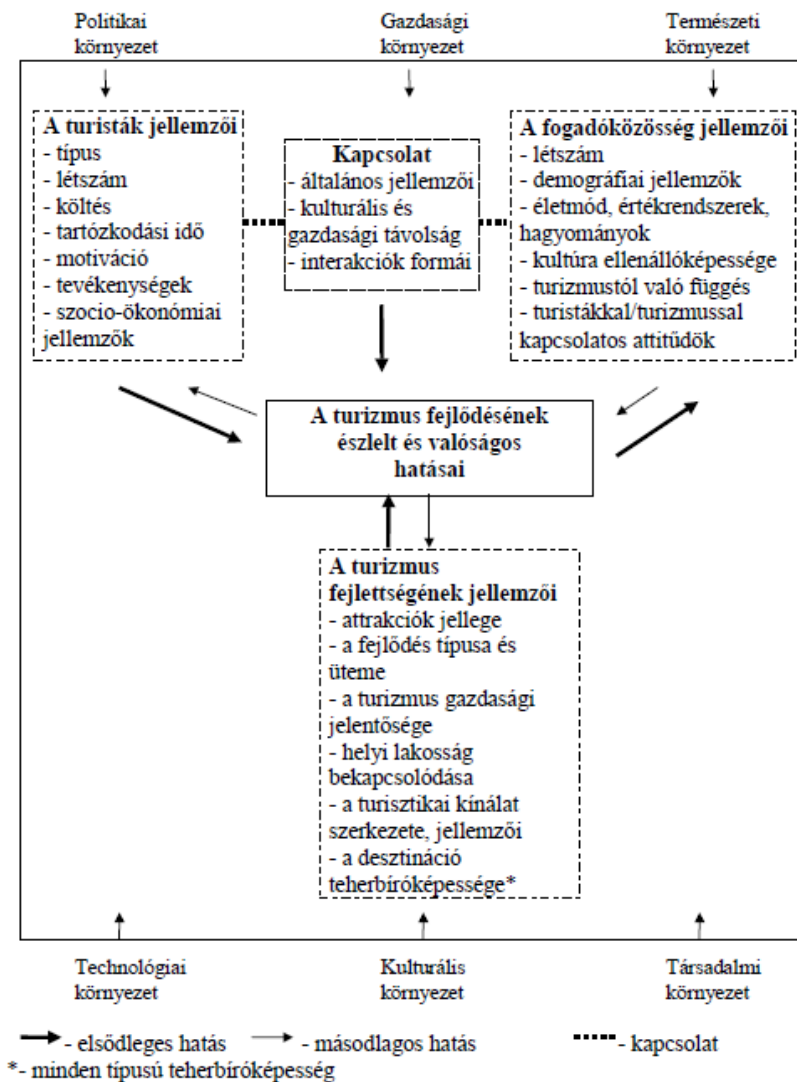 Politikai
környezet
Gazdasági
környezet
Természeti
környezet
A turisták jellemzői
- típus
- létszám
- költés
- tartózkodási idő
- motiváció
- tevékenységek
- szocio-ökonómiai
jellemzők
Kapcsolat
- általános jellemzői
- kulturális és
gazdasági távolság
- interakciók formái
A fogadóközösség jellemzői
- létszám
- demográfiai jellemzők
- életmód, értékrendszerek,
hagyományok
- kultúra ellenállóképessége
- turizmustól való függés
- turistákkal/turizmussal
kapcsolatos attitűdök
A turizmus fejlődésének
észlelt és valóságos
hatásai
A turizmus
fejlettségének jellemzői
- attrakciók jellege
- a fejlődés típusa és
üteme
- a turizmus gazdasági
jelentősége
- helyi lakosság
bekapcsolódása
- a turisztikai kínálat
szerkezete, jellemzői
- a desztináció
teherbíróképessége*
Technológiai
környezet
Kulturális
környezet
Társadalmi
környezet
- elsődleges hatás
- másodlagos hatás
- kapcsolat
*- minden típusú teherbíróképesség